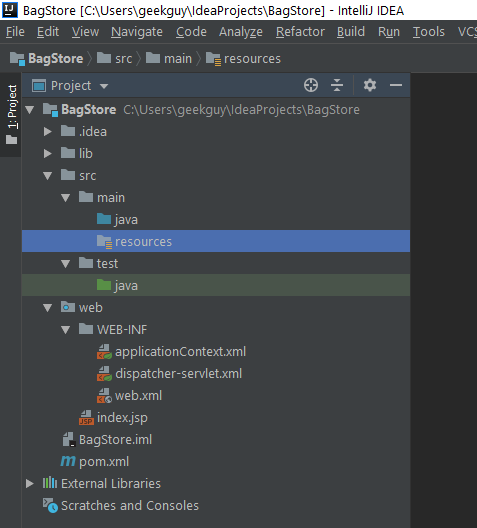 IJ BagStore [C:\Users\geekguy\IdeaProjects\BagStore] - IntelliJ IDEA
File Edit View Navigate Code Analyze Refactor Build Run Tools VCS
BagStore src main resources
1: Project
Project
BagStore C:\Users\geekguy\IdeaProjects\BagStore
.idea
lib
src
main
java
resources
test
java
web
WEB-INF
applicationContext.xml
dispatcher-servlet.xml
web.xml
JSP index.jsp
BagStore.iml
m pom.xml
External Libraries
Scratches and Consoles